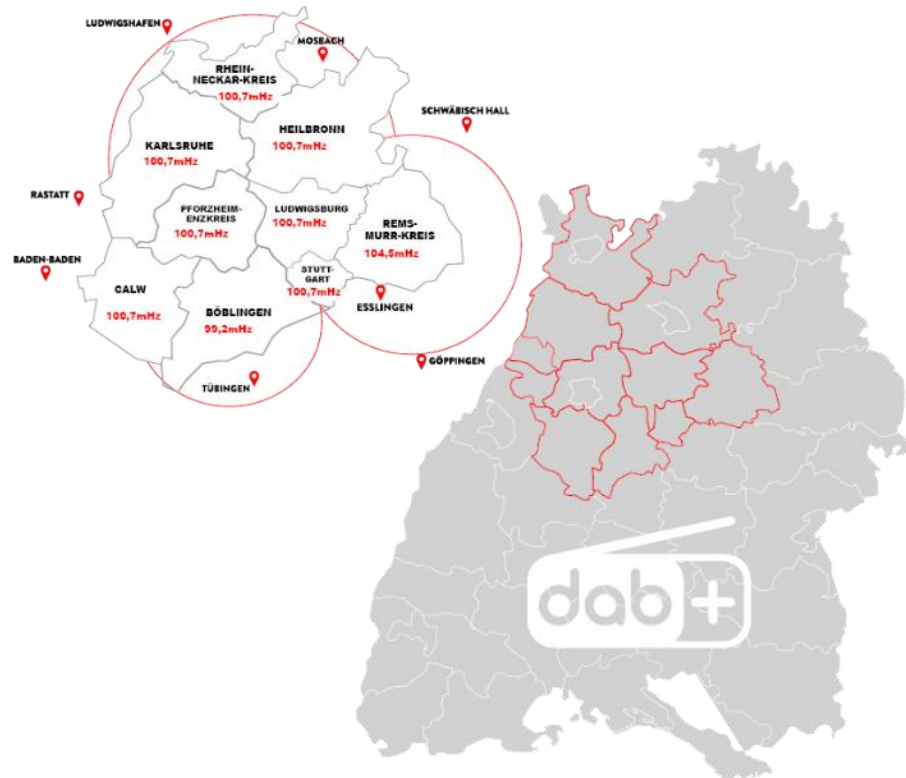 LUDWIGSHAFEN
MOSBACH
RHEIN-
NECKAR-KREIS
100,7mHz
SCHWÄBISCH HALL
HEILBRONN
100,7mHz
KARLSRUHE
100,7mHz
RASTATT
PFORZHEIM-
ENZKREIS
100,7mHz
LUDWIGSBURG
100,7mHz
REMS-
MURR-KREIS
104,5mHz
BADEN-BADEN
STUTT-
GART
100,7mHz
CALW
100,7mHz
BÖBLINGEN
99,2mHz
ESSLINGEN
GÖPPINGEN
TÜBINGEN
dab+